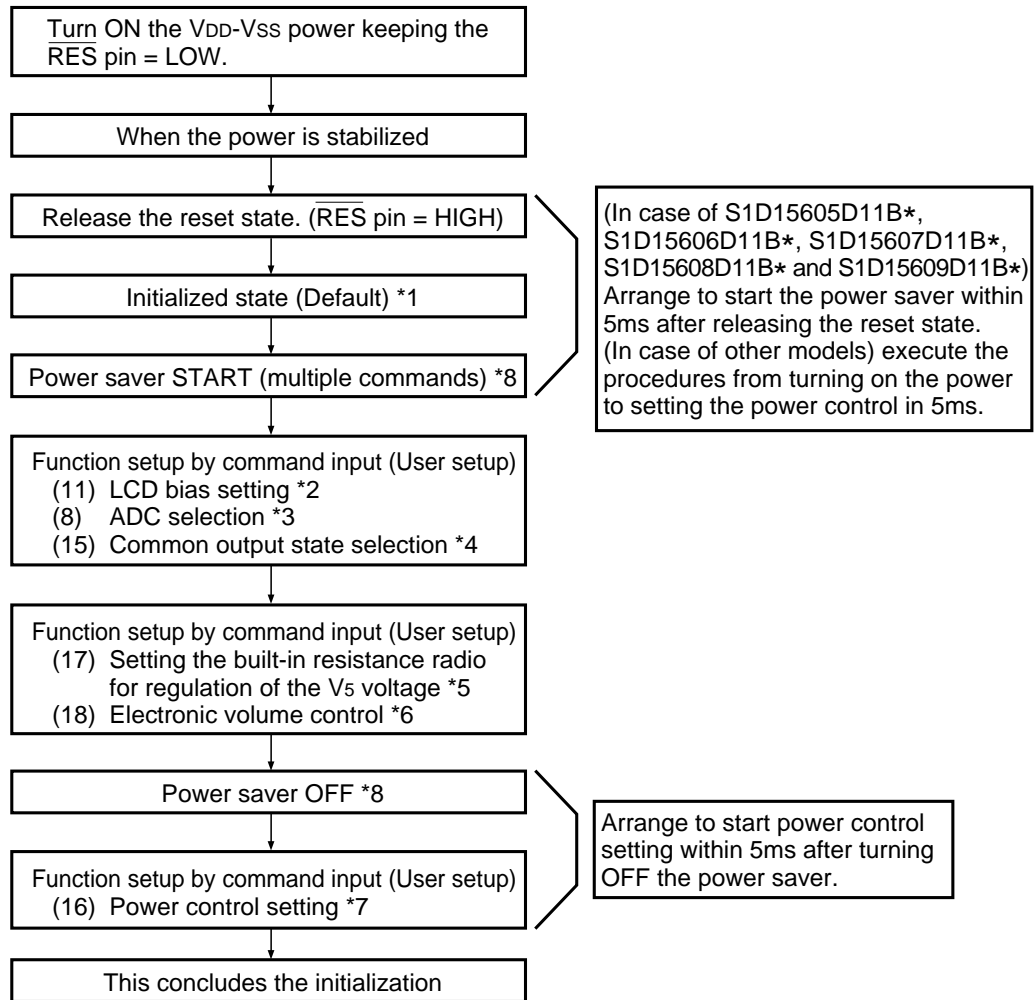 Turn ON the VDD-VSS power keeping the
RES pin = LOW.
When the power is stabilized
Release the reset state. (RES pin = HIGH)
Initialized state (Default) *1
Power saver START (multiple commands) *8
(In case of S1D15605D11B*,
S1D15606D11B*, S1D15607D11B*,
S1D15608D11B* and S1D15609D11B*)
Arrange to start the power saver within
5ms after releasing the reset state.
(In case of other models) execute the
procedures from turning on the power
to setting the power control in 5ms.
Function setup by command input (User setup)
(11) LCD bias setting *2
(8) ADC selection *3
(15) Common output state selection *4
Function setup by command input (User setup)
(17) Setting the built-in resistance radio
for regulation of the V5 voltage *5
(18) Electronic volume control *6
Power saver OFF *8
Function setup by command input (User setup)
(16) Power control setting *7
Arrange to start power control
setting within 5ms after turning
OFF the power saver.
This concludes the initialization